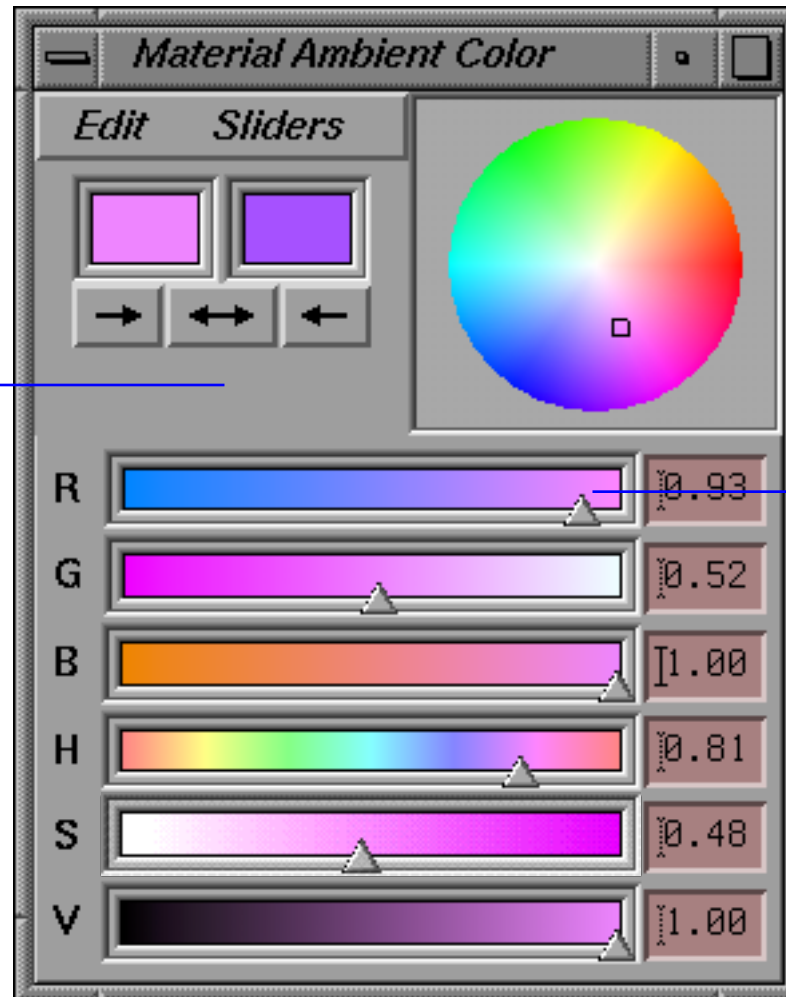 Material Ambient Color
Edit Sliders
R 0.93
G 0.52
B 1.00
H 0.81
S 0.48
V 1.00